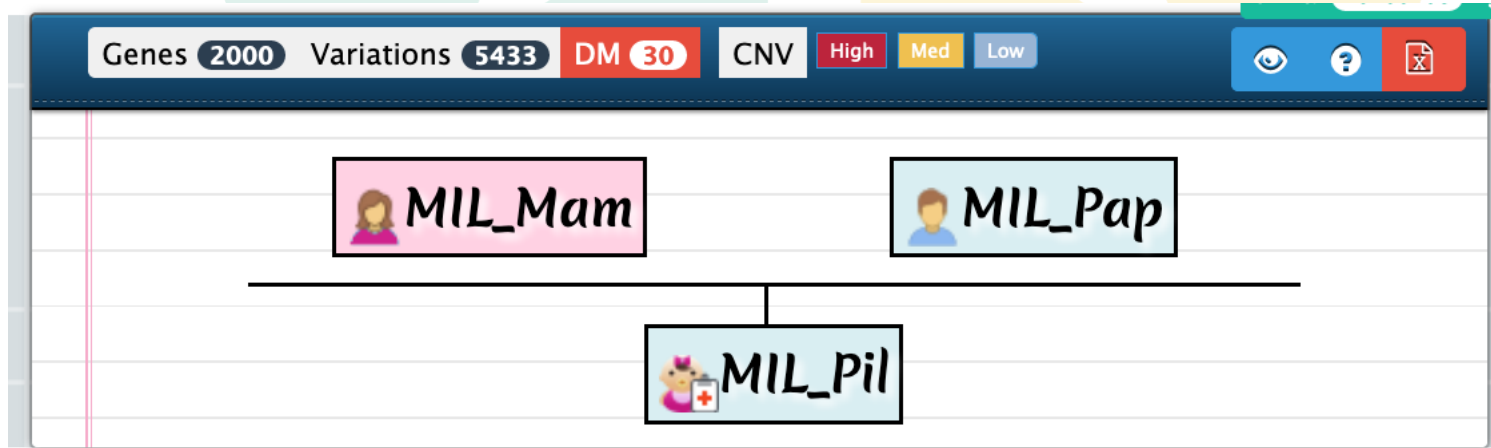 Genes 2000 Variations 5433 DM 30 CNV High Med Low
MIL_Mam MIL_Pap
MIL_Pil